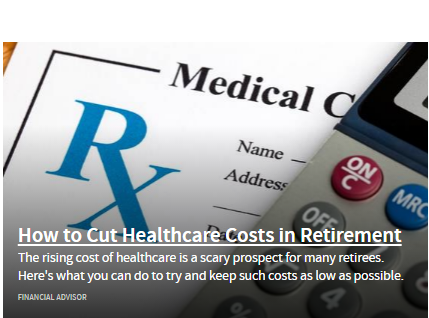 Medical C
Rx
Name
Address
ON/C
MRC
OFF
How to Cut Healthcare Costs in Retirement
The rising cost of healthcare is a scary prospect for many retirees.
Here's what you can do to try and keep such costs as low as possible.
FINANCIAL ADVISOR
%
4